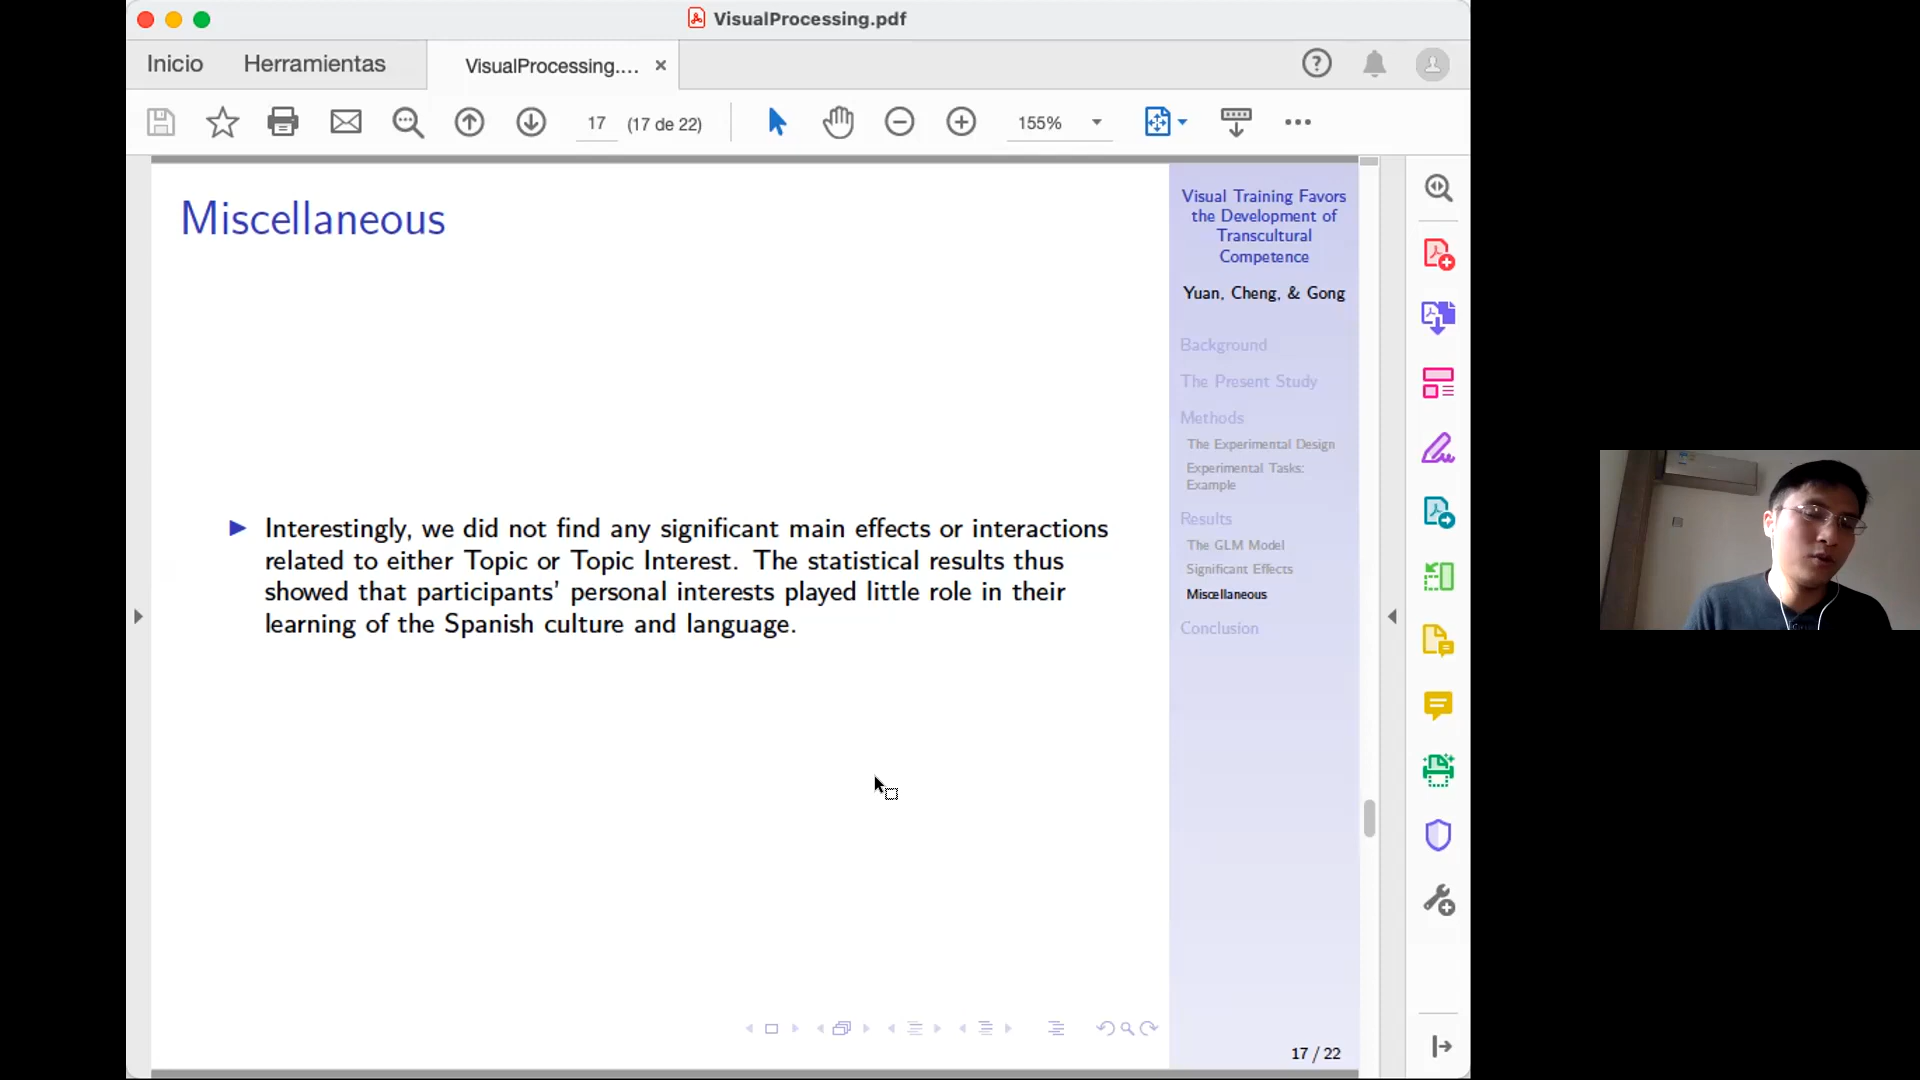 VisualProcessing.pdf
Inicio
Herramientas
VisualProcessing....
17
(17 de 22)
155%
Miscellaneous
Interestingly, we did not find any significant main effects or interactions
related to either Topic or Topic Interest. The statistical results thus
showed that participants' personal interests played little role in their
learning of the Spanish culture and language.
Visual Training Favors
the Development of
Transcultural
Competence
Yuan, Cheng, & Gong
Background
The Present Study
Methods
The Experimental Design
Experimental Tasks:
Example
Results
The GLM Model
Significant Effects
Miscellaneous
Conclusion
17 / 22